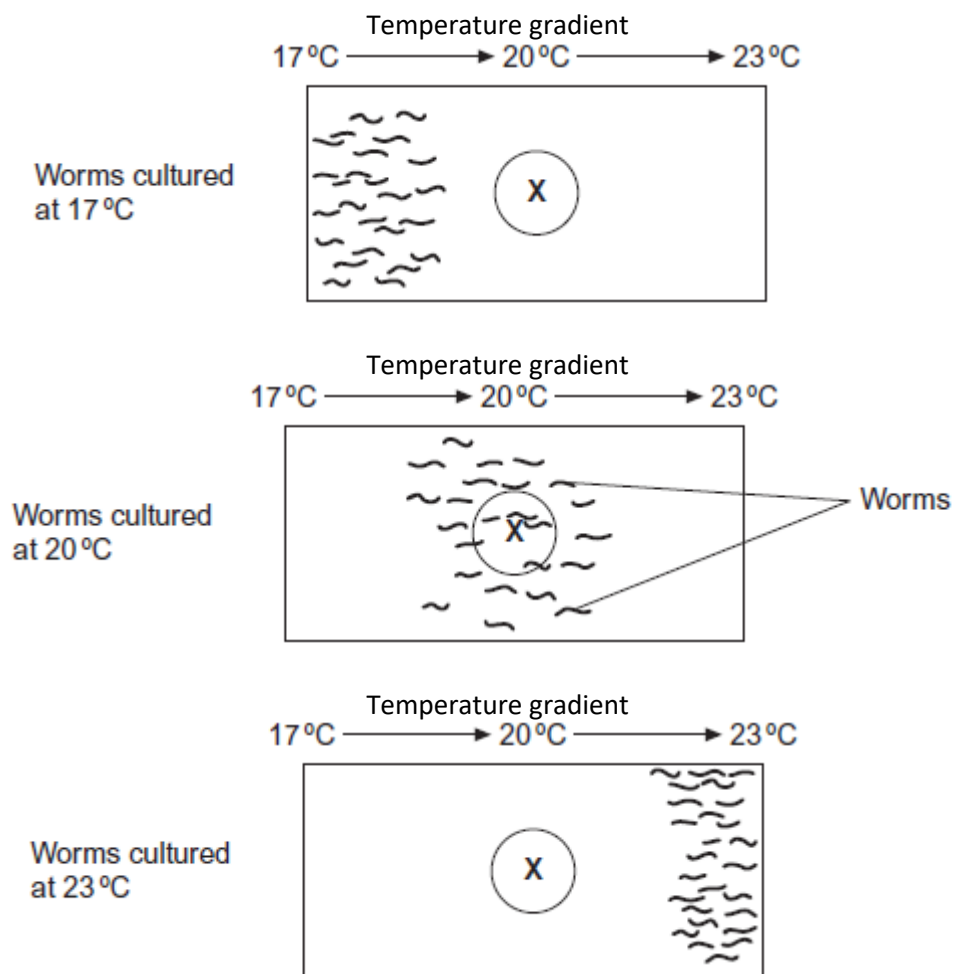 Temperature gradient
17 ºC 20 ºC 23 ºC
Worms cultured
at 17 ºC
X
Temperature gradient
17 ºC 20 ºC 23 ºC
Worms cultured
at 20 ºC
X
Worms
Temperature gradient
17 ºC 20 ºC 23 ºC
Worms cultured
at 23 ºC
X